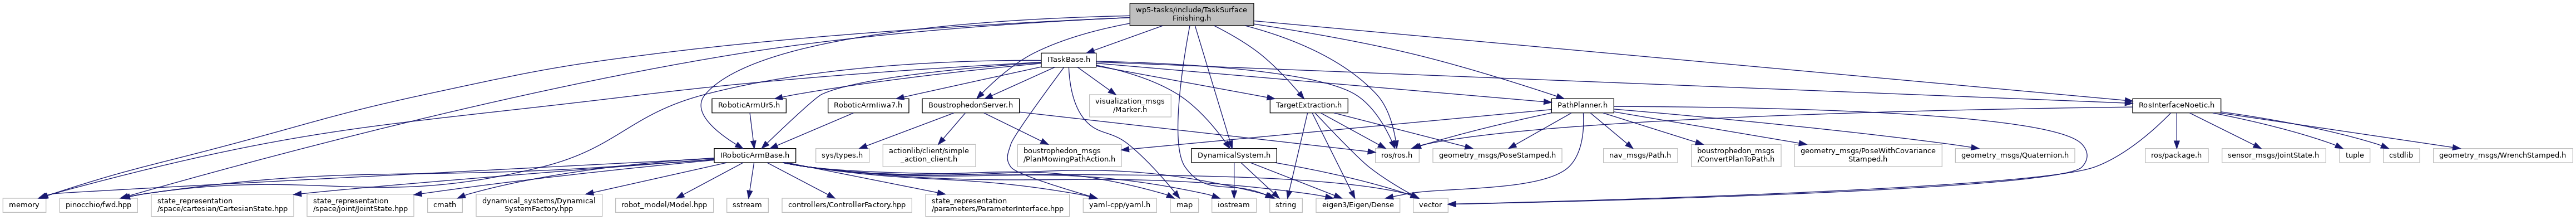 wp5-tasks/include/TaskSurface
Finishing.h
ITaskBase.h
RoboticArmUr5.h
RoboticArmIiwa7.h
BoustrophedonServer.h
visualization_msgs
/Marker.h
TargetExtraction.h
PathPlanner.h
RosInterfaceNoetic.h
IRoboticArmBase.h
sys/types.h
actionlib/client/simple
_action_client.h
boustrophedon_msgs
/PlanMowingPathAction.h
DynamicalSystem.h
ros/ros.h
geometry_msgs/PoseStamped.h
nav_msgs/Path.h
boustrophedon_msgs
/ConvertPlanToPath.h
geometry_msgs/PoseWithCovariance
Stamped.h
geometry_msgs/Quaternion.h
ros/package.h
sensor_msgs/JointState.h
tuple
cstdlib
geometry_msgs/WrenchStamped.h
memory
pinocchio/fwd.hpp
state_representation
/space/cartesian/CartesianState.hpp
state_representation
/space/joint/JointState.hpp
cmath
dynamical_systems/Dynamical
SystemFactory.hpp
robot_model/Model.hpp
sstream
controllers/ControllerFactory.hpp
state_representation
/parameters/ParameterInterface.hpp
yaml-cpp/yaml.h
map
iostream
string
eigen3/Eigen/Dense
vector